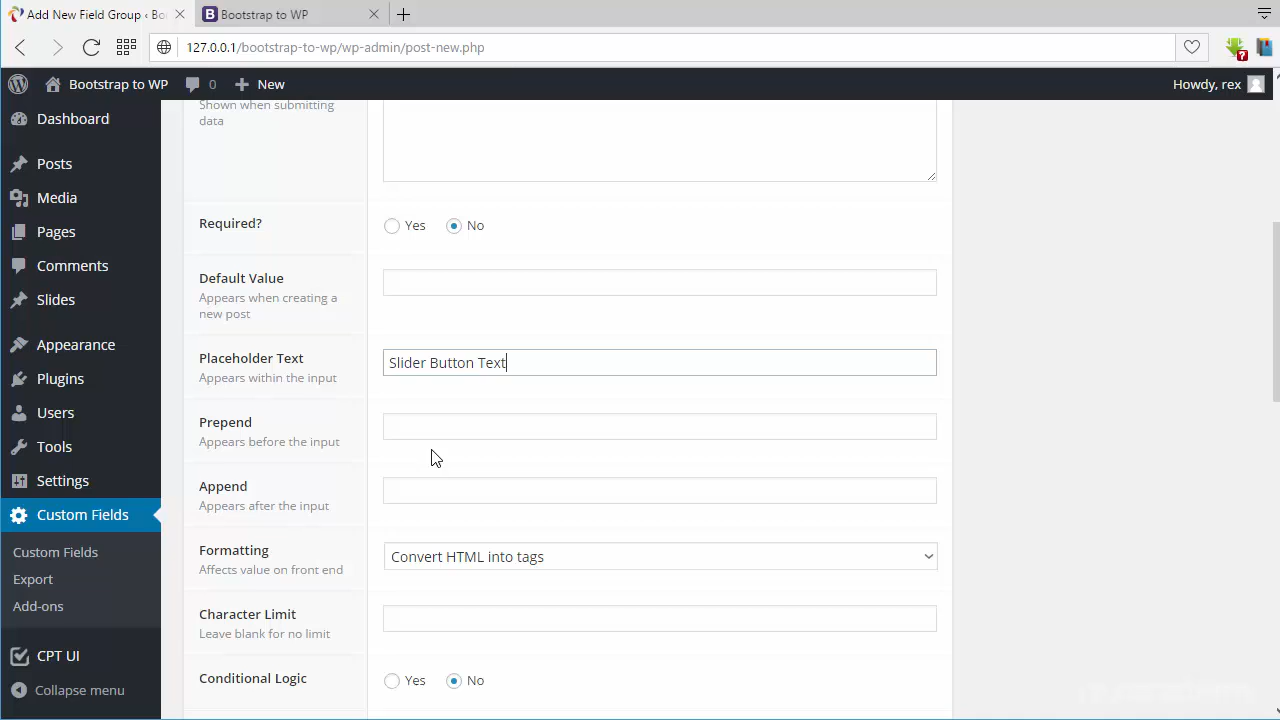 Add New Field Group ‹ Bo
Bootstrap to WP
127.0.0.1/bootstrap-to-wp/wp-admin/post-new.php
Bootstrap to WP
0
New
Howdy, rex
Dashboard
Posts
Media
Pages
Comments
Slides
Appearance
Plugins
Users
Tools
Settings
Custom Fields
Custom Fields
Export
Add-ons
CPT UI
Collapse menu
Shown when submitting
data
Required?
Yes
No
Default Value
Appears when creating a
new post
Placeholder Text
Appears within the input
Slider Button Text
Prepend
Appears before the input
Append
Appears after the input
Formatting
Affects value on front end
Convert HTML into tags
Character Limit
Leave blank for no limit
Conditional Logic
Yes
No